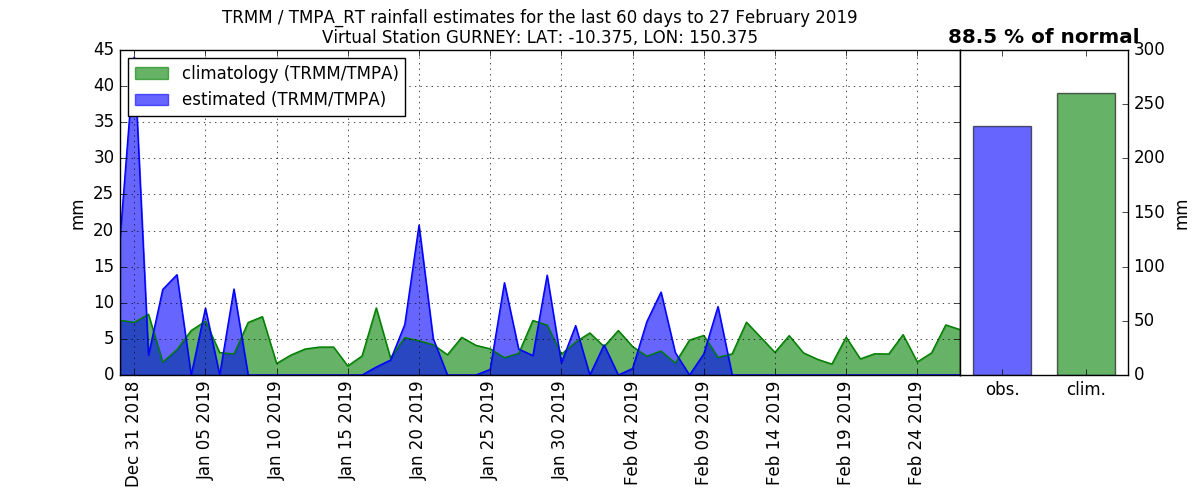 TRMM / TMPA_RT rainfall estimates for the last 60 days to 27 February 2019
Virtual Station GURNEY: LAT: -10.375, LON: 150.375
88.5 % of normal
climatology (TRMM/TMPA)
estimated (TRMM/TMPA)
45
40
35
30
25
20
15
10
5
0
mm
Dec 31 2018
Jan 05 2019
Jan 10 2019
Jan 15 2019
Jan 20 2019
Jan 25 2019
Jan 30 2019
Feb 04 2019
Feb 09 2019
Feb 14 2019
Feb 19 2019
Feb 24 2019
obs.
clim.
300
250
200
150
100
50
0
mm